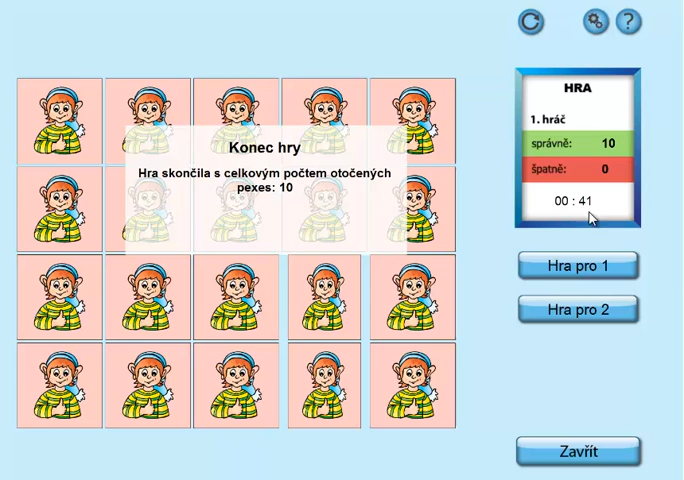 ?
HRA
1. hráč
správně: 10
špatně: 0
00 : 41
Konec hry
Hra skončila s celkovým počtem otočených
pexes: 10
Hra pro 1
Hra pro 2
Zavřít